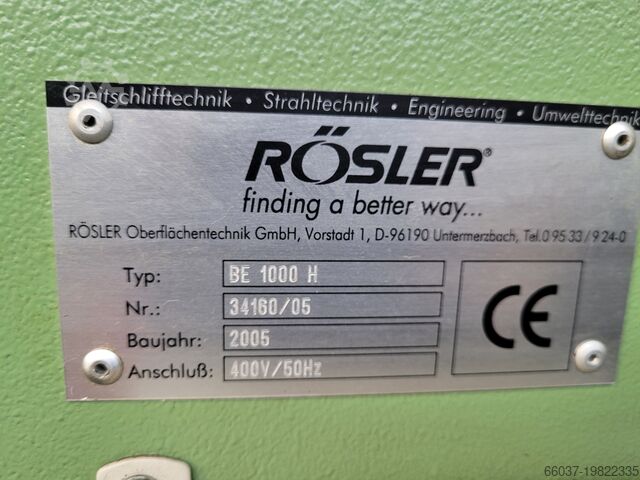 Gleitschlifftechnik • Strahltechnik • Engineering • Umwelttechnik
RÖSLER®
finding a better way...
RÖSLER Oberflächentechnik GmbH, Vorstadt 1, D-96190 Untermerzbach, Tel.0 95 33 / 9 24-0
Typ: BE 1000 H
Nr.: 34160/05
Baujahr: 2005
Anschluß: 400V/50Hz
CE
66037-19822335